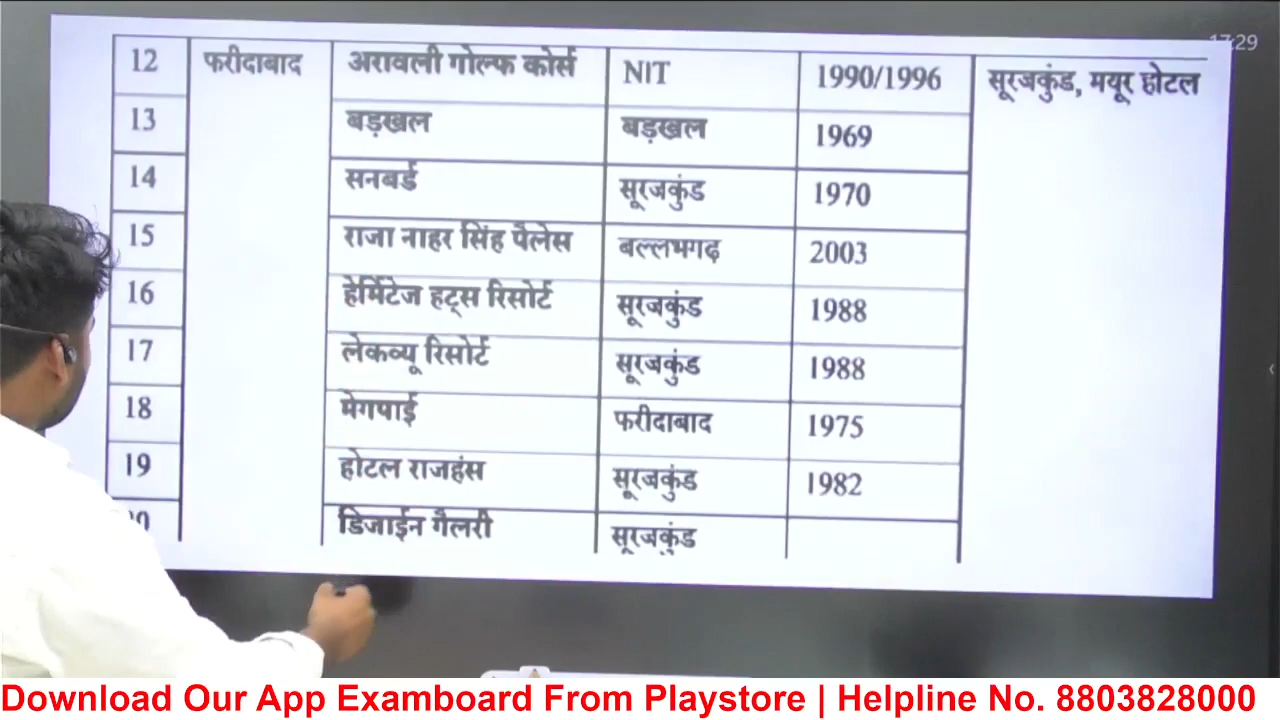 17:29
12 फरीदाबाद अरावली गोल्फ कोर्स NIT 1990/1996 सूरजकुंड, मयूर होटल
13 बड़खल बड़खल 1969
14 सनबर्ड सूरजकुंड 1970
15 राजा नाहर सिंह पैलेस बल्लभगढ़ 2003
16 हेर्मिटेज हट्स रिसोर्ट सूरजकुंड 1988
17 लेकव्यू रिसोर्ट सूरजकुंड 1988
18 मेगपाई फरीदाबाद 1975
19 होटल राजहंस सूरजकुंड 1982
डिजाईन गैलरी सूरजकुंड
Download Our App Examboard From Playstore | Helpline No. 8803828000